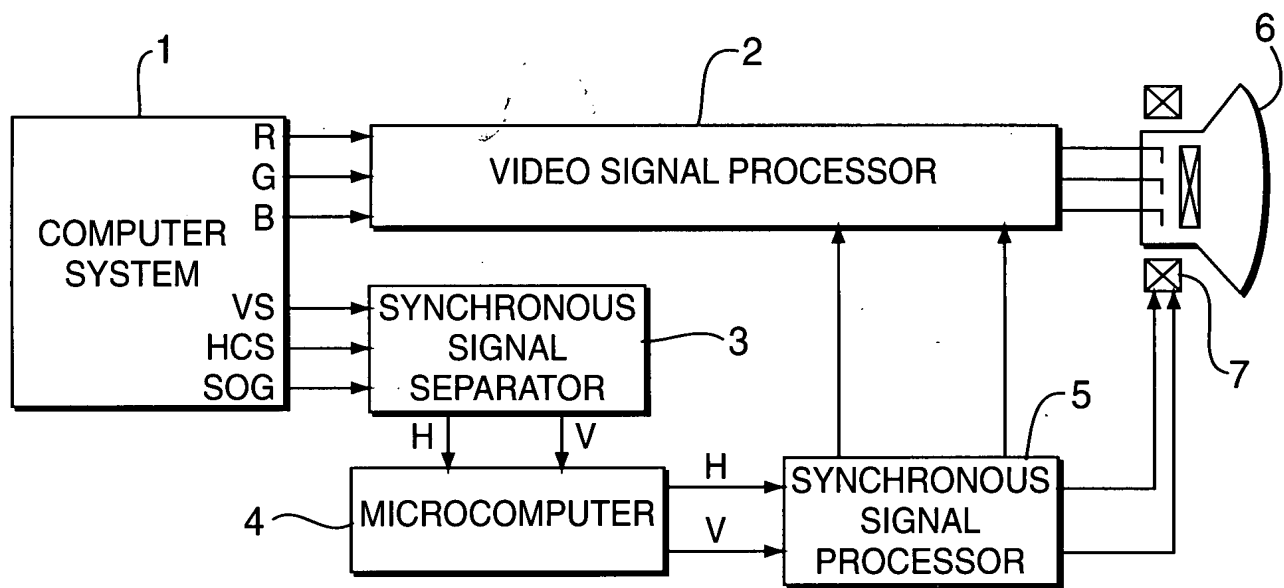 1
2
6
R
G
B
COMPUTER
SYSTEM
VS
HCS
SOG
VIDEO SIGNAL PROCESSOR
SYNCHRONOUS
SIGNAL
SEPARATOR
3
7
H
V
5
4
MICROCOMPUTER
H
V
SYNCHRONOUS
SIGNAL
PROCESSOR